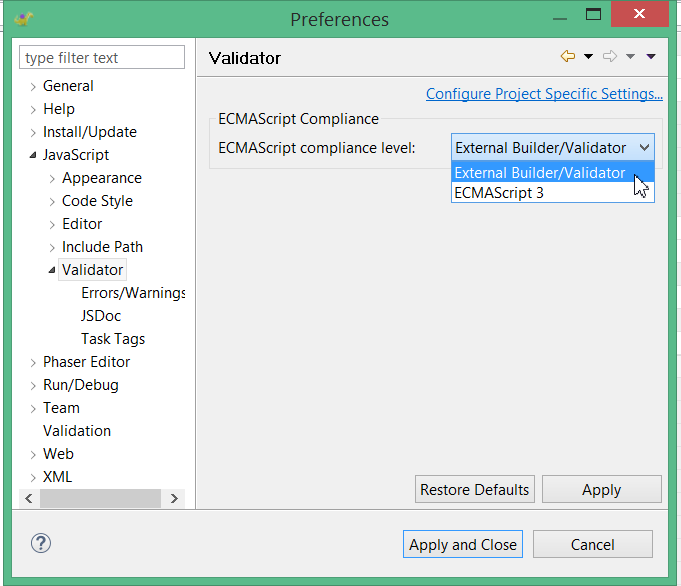 Preferences
type filter text
General
Help
Install/Update
JavaScript
Appearance
Code Style
Editor
Include Path
Validator
Errors/Warnings
JSDoc
Task Tags
Phaser Editor
Run/Debug
Team
Validation
Web
XML
Validator
Configure Project Specific Settings...
ECMAScript Compliance
ECMAScript compliance level:
External Builder/Validator
External Builder/Validator
ECMAScript 3
Restore Defaults
Apply
?
Apply and Close
Cancel